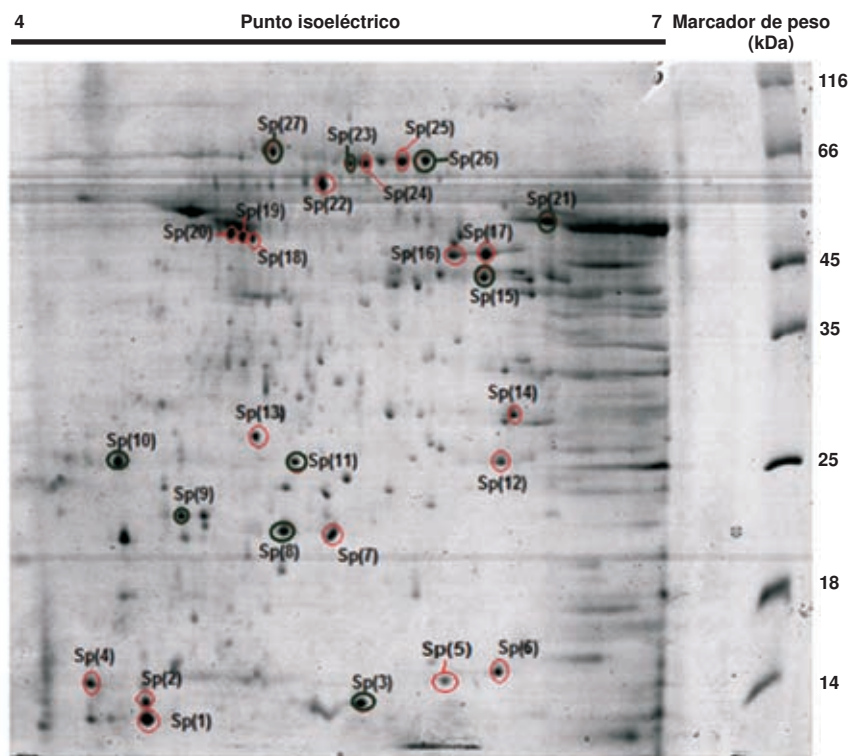 4 Punto isoeléctrico 7 Marcador de peso
(kDa)
116
Sp(27) Sp(23) Sp(25)
66
Sp(26)
Sp(24)
Sp(22)
Sp(21)
Sp(19)
Sp(20) Sp(17)
Sp(16)
Sp(18)
45
Sp(15)
35
Sp(14)
Sp(13)
Sp(10)
Sp(11) 25
Sp(12)
Sp(9)
Sp(8) Sp(7)
18
Sp(5) Sp(6)
Sp(4)
Sp(2) Sp(3) 14
Sp(1)